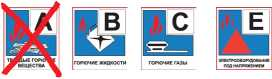 A
ТВЕРДЫЕ ГОРЮЧИЕ
ВЕЩЕСТВА
B
ГОРЮЧИЕ ЖИДКОСТИ
C
ГОРЮЧИЕ ГАЗЫ
E
ЭЛЕКТРООБОРУДОВАНИЕ
ПОД НАПРЯЖЕНИЕМ